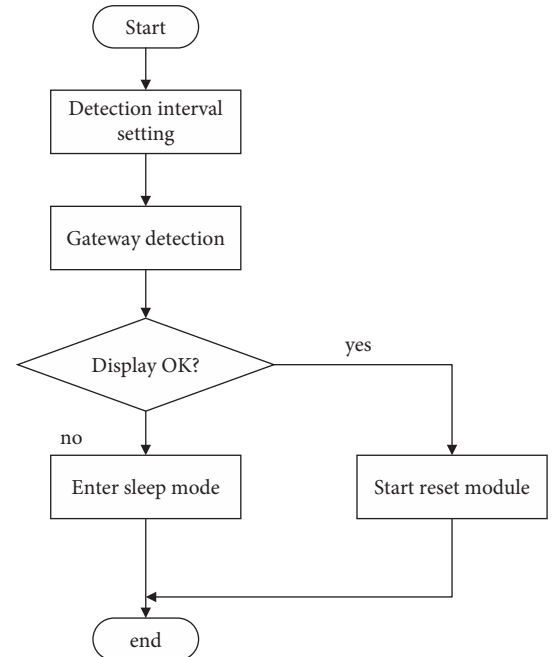 Start
Detection interval
setting
Gateway detection
Display OK?
yes
no
Enter sleep mode
Start reset module
end